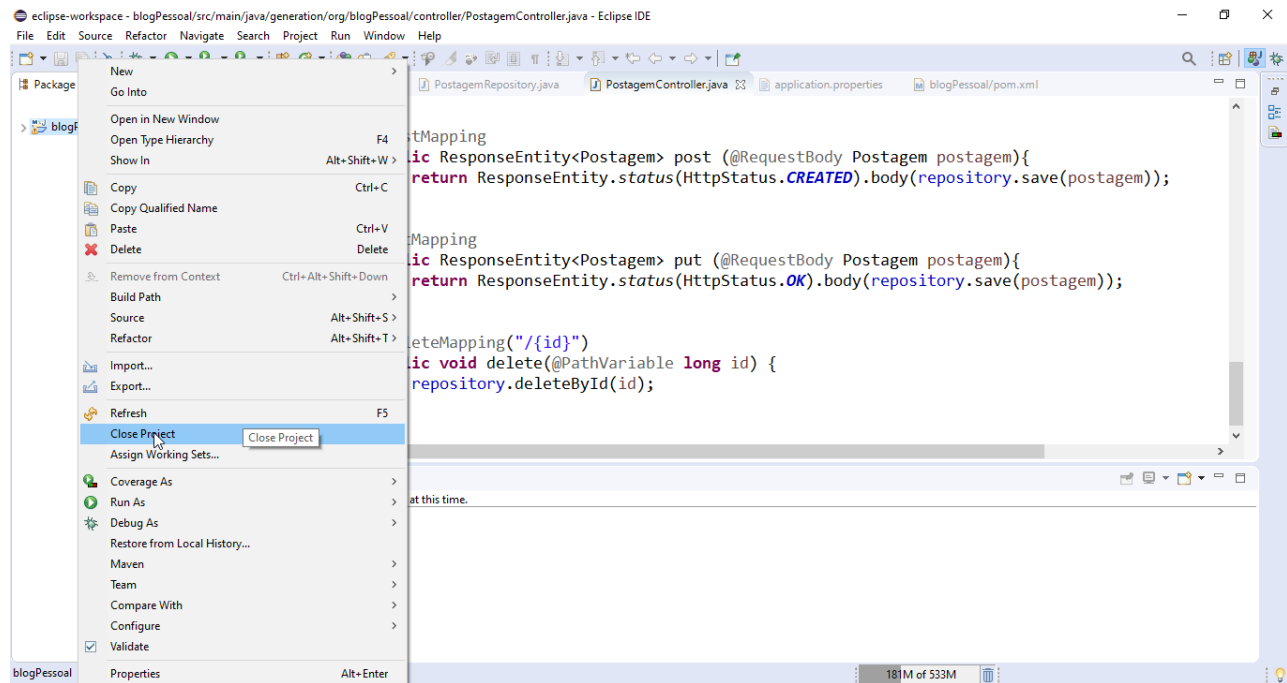 eclipse-workspace - blogPessoal/src/main/java/generation/org/blogPessoal/controller/PostagemController.java - Eclipse IDE
File Edit Source Refactor Navigate Search Project Run Window Help
Package
PostagemRepository.java PostagemController.java application.properties blogPessoal/pom.xml
New
Go Into
Open in New Window
Open Type Hierarchy F4
Show In Alt+Shift+W >
Copy Ctrl+C
Copy Qualified Name
Paste Ctrl+V
Delete Delete
Remove from Context Ctrl+Alt+Shift+Down
Build Path
Source Alt+Shift+S >
Refactor Alt+Shift+T >
Import...
Export...
Refresh F5
Close Project
Close Project
Assign Working Sets...
Coverage As
Run As
Debug As
Restore from Local History...
Maven
Team
Compare With
Configure
Validate
Properties Alt+Enter
stMapping
lic ResponseEntity<Postagem> post (@RequestBody Postagem postagem){
return ResponseEntity.status(HttpStatus.CREATED).body(repository.save(postagem));
tMapping
lic ResponseEntity<Postagem> put (@RequestBody Postagem postagem){
return ResponseEntity.status(HttpStatus.OK).body(repository.save(postagem));
leteMapping("/{id}")
lic void delete(@PathVariable long id) {
repository.deleteById(id);
at this time.
blogPessoal
181M of 533M